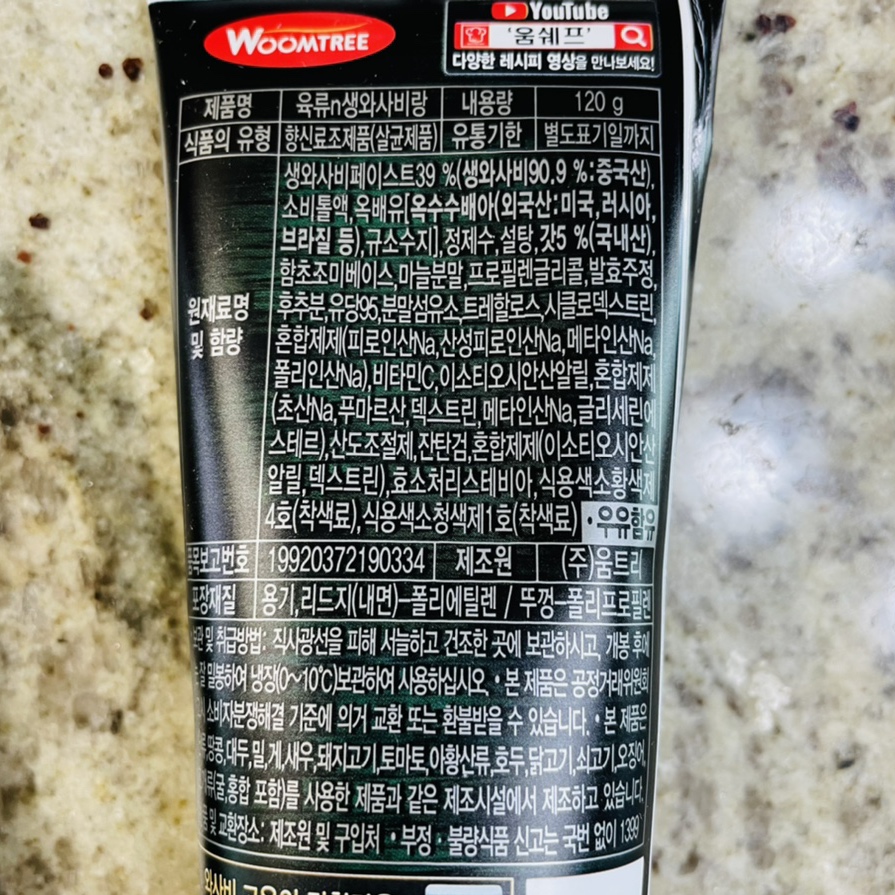 WOOMTREE
YouTube
'움쉐프'
다양한 레시피 영상을 만나보세요!
제품명 육류n생와사비랑 내용량 120 g
식품의 유형 향신료조제품(살균제품) 유통기한 별도표기일까지
원재료명 및 함량
생와사비페이스트39 %(생와사비90.9 %:중국산),
소비톨액,옥배유[옥수수배아(외국산:미국,러시아,
브라질 등),규소수지],정제수,설탕,갓5 %(국내산),
함초조미베이스,마늘분말,프로필렌글리콜,발효주정,
후추분,유당95,분말섬유소,트레할로스,시클로덱스트린,
혼합제제(피로인산Na,산성피로인산Na,메타인산Na,
폴리인산Na),비타민C,이소티오시안산알릴,혼합제제
(초산Na,푸마르산,덱스트린,메타인산Na,글리세린에
스테르),산도조절제,잔탄검,혼합제제(이소티오시안산
알릴,덱스트린),효소처리스테비아,식용색소황색제
4호(착색료),식용색소청색제1호(착색료) •우유함유
품목보고번호 19920372190334 제조원 (주)움트리
포장재질 용기,리드지(내면)-폴리에틸렌 / 뚜껑-폴리프로필렌
보관 및 취급방법: 직사광선을 피해 서늘하고 건조한 곳에 보관하시고, 개봉 후에
는 잘 밀봉하여 냉장(0~10℃)보관하여 사용하십시오. •본 제품은 공정거래위원회
소비자분쟁해결 기준에 의거 교환 또는 환불받을 수 있습니다. •본 제품은
땅콩,대두,밀,게,새우,돼지고기,토마토,아황산류,호두,닭고기,쇠고기,오징어,
(굴,홍합 포함)를 사용한 제품과 같은 제조시설에서 제조하고 있습니다.
및 교환장소: 제조원 및 구입처 •부정·불량식품 신고는 국번 없이 1399